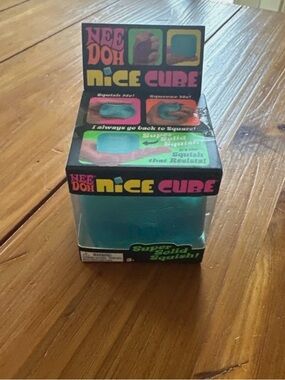 NEE
DOH
NICE CUBE
Squish Me!
Squeeze Me!
I always go back to Square!
Super
Solid
Squish!
Squish
that Resists!
NEE
DOH
NICE CUBE
Super
Solid
Squish!